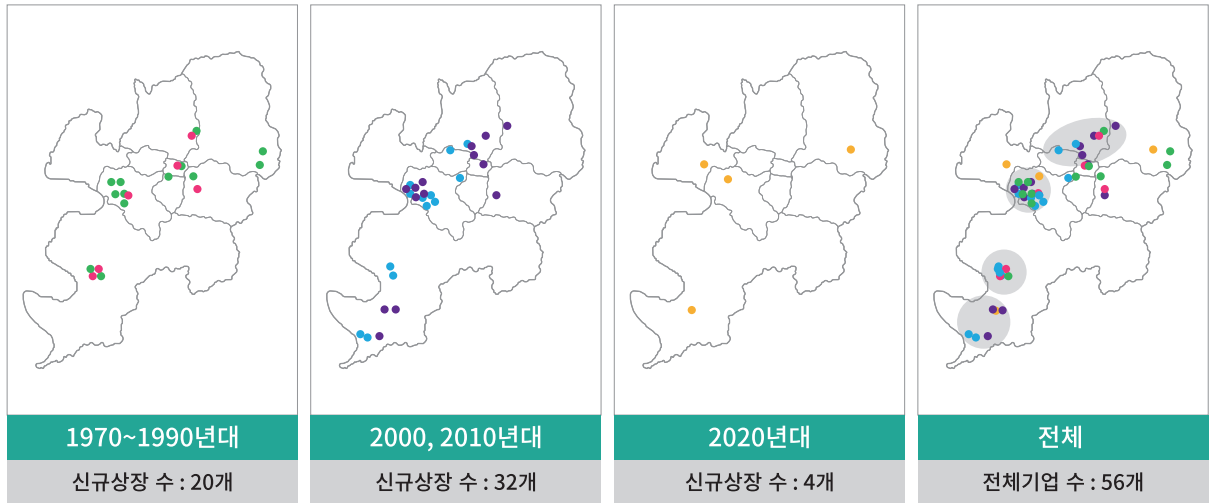 1970~1990년대
신규상장 수 : 20개
2000, 2010년대
신규상장 수 : 32개
2020년대
신규상장 수 : 4개
전체
전체기업 수 : 56개